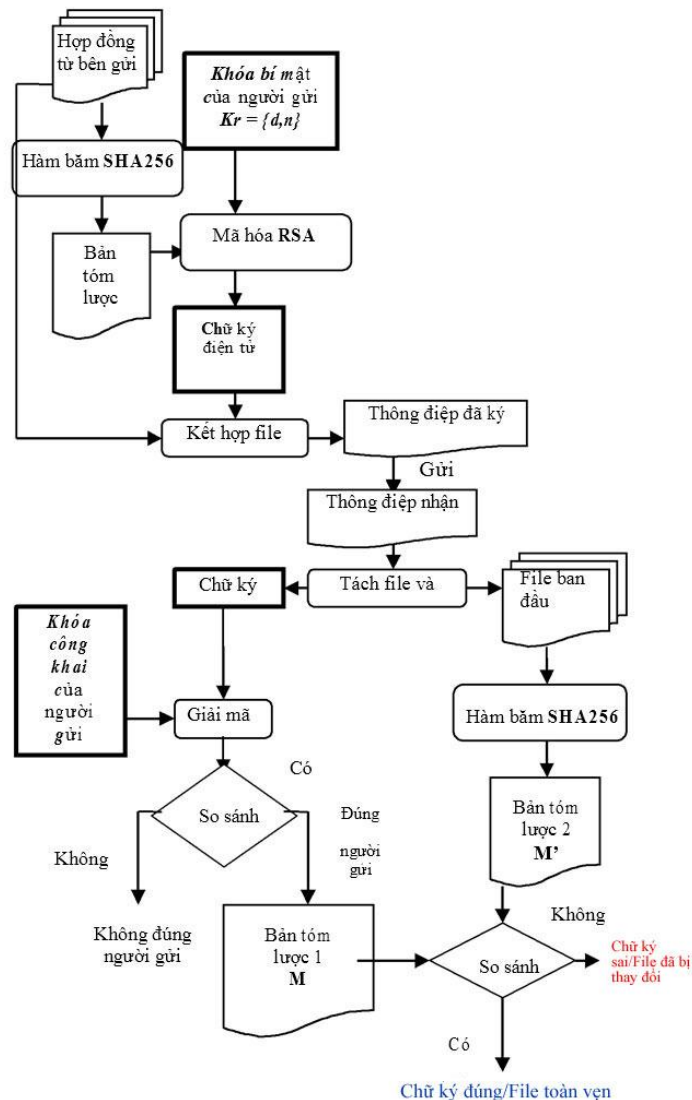 Hợp đồng
từ bên gửi
Khóa bí mật
của người gửi
Kr = {d,n}
Hàm băm SHA256
Mã hóa RSA
Bản
tóm
lược
Chữ ký
điện tử
Kết hợp file
Thông điệp đã ký
Gửi
Thông điệp nhận
Chữ ký
Tách file và
File ban
đầu
Khóa
công
khai
của
người
gửi
Giải mã
Hàm băm SHA256
Có
So sánh
Đúng
người
gửi
Không
Không đúng
người gửi
Bản tóm
lược 2
M’
Bản tóm
lược 1
M
So sánh
Không
Chữ ký
sai/File đã bị
thay đổi
Có
Chữ ký đúng/File toàn vẹn